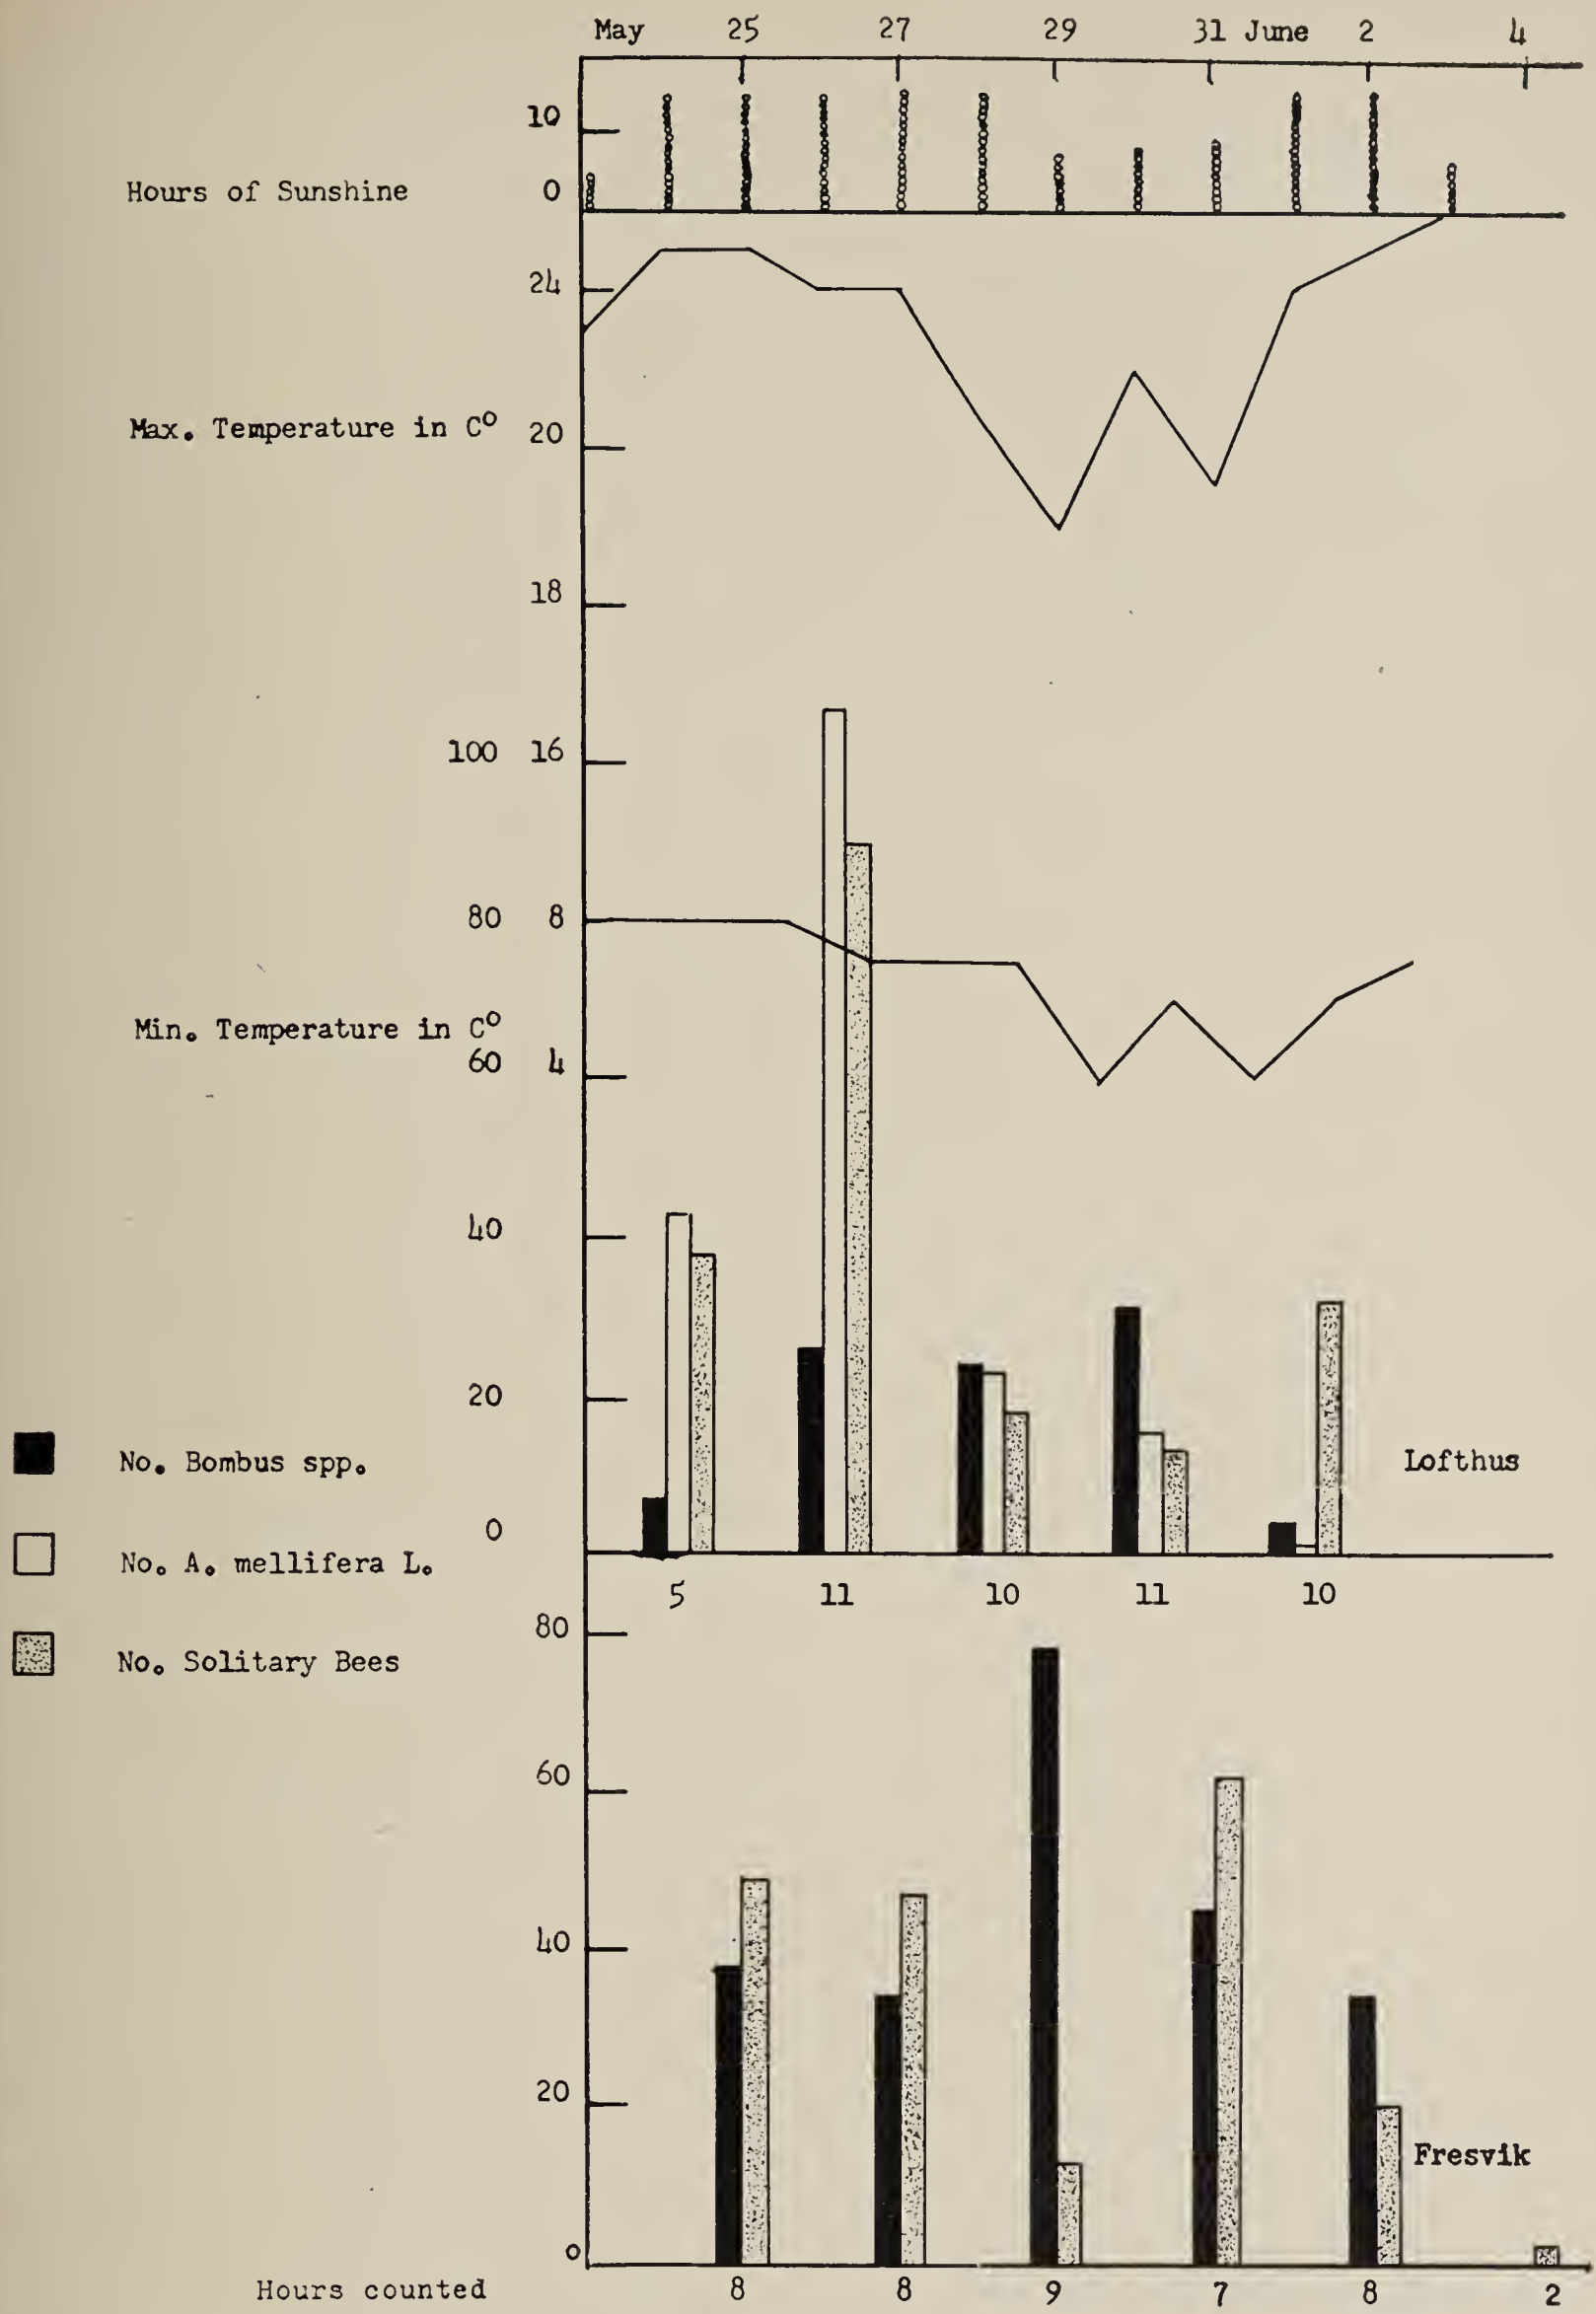 May 25 27 29 31 June 2 4
10
Hours of Sunshine 0
24
Max. Temperature in C° 20
18
100 16
80 8
Min. Temperature in C°
60 4
40
20
No. Bombus spp.
Lofthus
0
No. A. mellifera L.
5 11 10 11 10
80
No. Solitary Bees
60
40
20
Fresvik
0
Hours counted 8 8 9 7 8 2